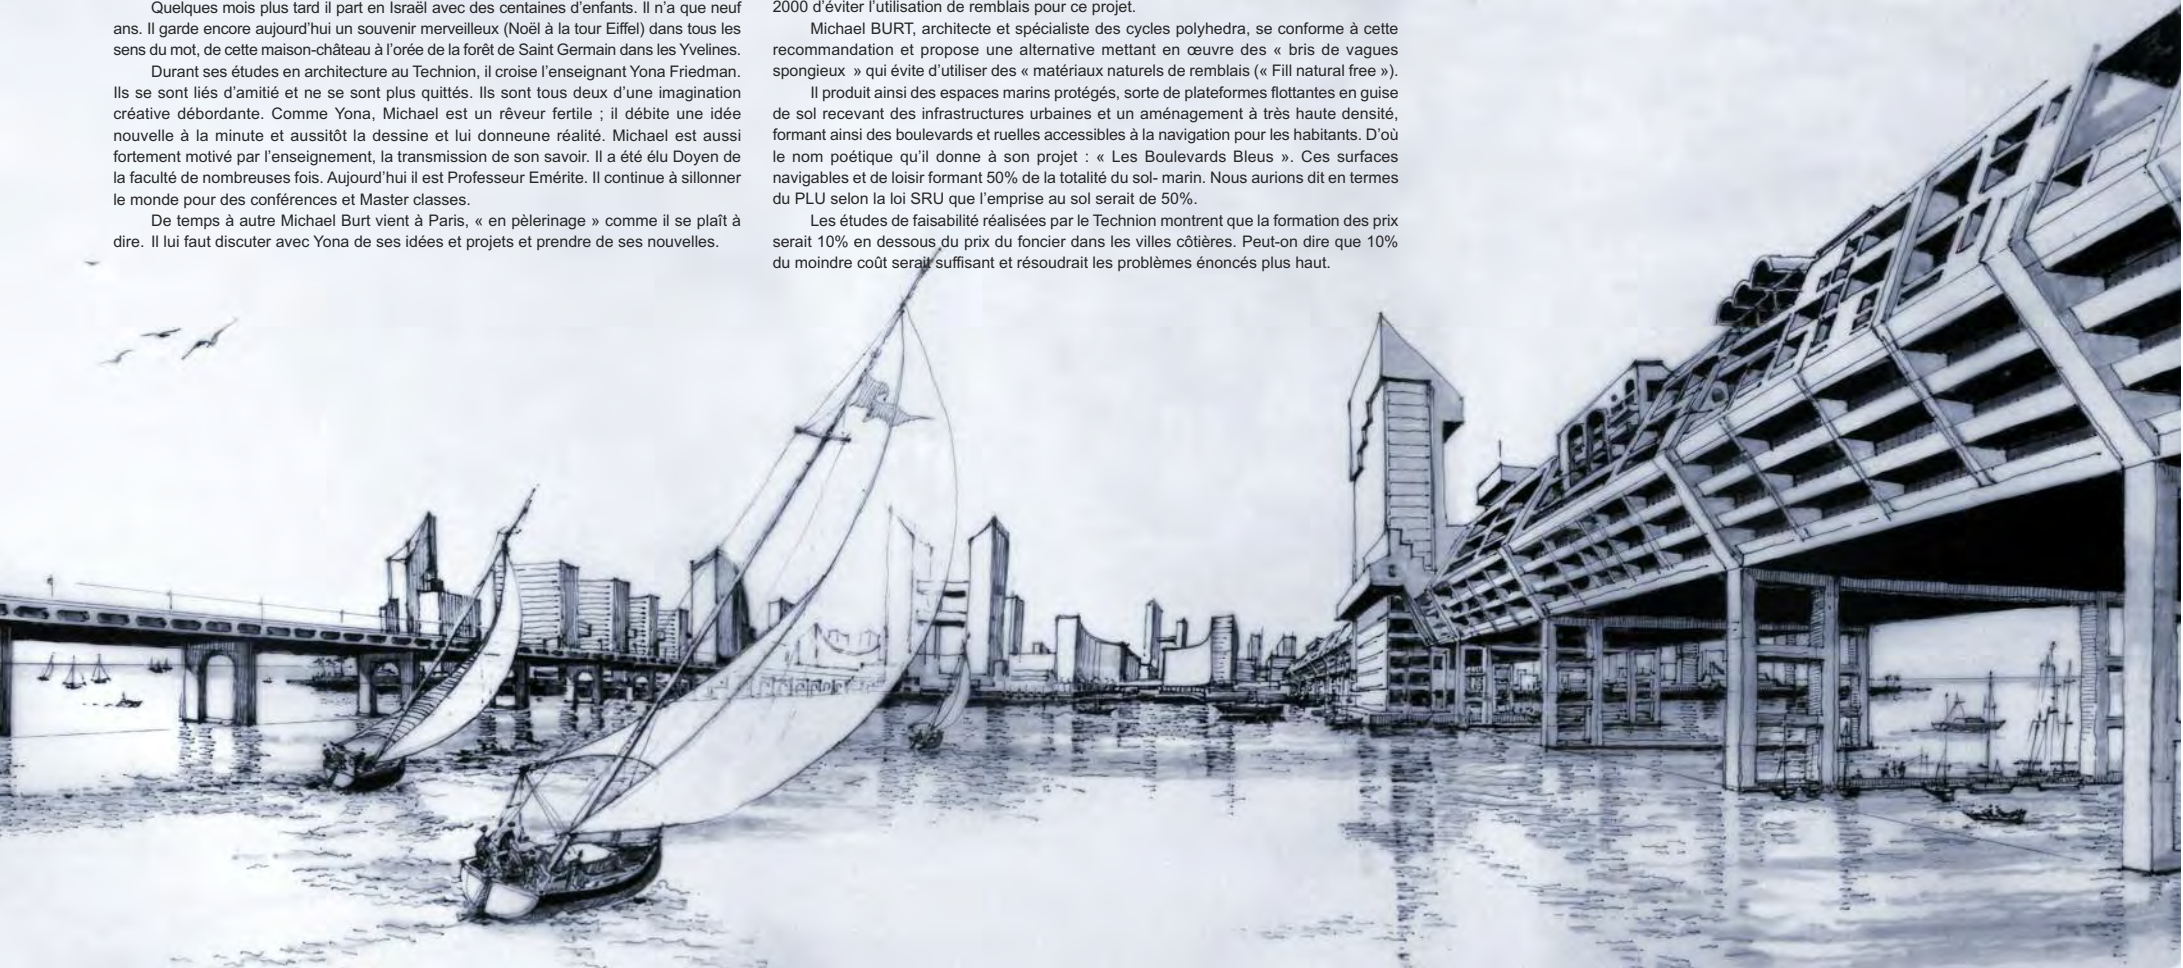 Quelques mois plus tard il part en Israël avec des centaines d'enfants. Il n'a que neuf
ans. Il garde encore aujourd'hui un souvenir merveilleux (Noël à la tour Eiffel) dans tous les
sens du mot, de cette maison-château à l'orée de la forêt de Saint Germain dans les Yvelines.
Durant ses études en architecture au Technion, il croise l'enseignant Yona Friedman.
Ils se sont liés d'amitié et ne se sont plus quittés. Ils sont tous deux d'une imagination
créative débordante. Comme Yona, Michael est un rêveur fertile ; il débite une idée
nouvelle à la minute et aussitôt la dessine et lui donneune réalité. Michael est aussi
fortement motivé par l'enseignement, la transmission de son savoir. Il a été élu Doyen de
la faculté de nombreuses fois. Aujourd'hui il est Professeur Emérite. Il continue à sillonner
le monde pour des conférences et Master classes.
De temps à autre Michael Burt vient à Paris, « en pèlerinage » comme il se plaît à
dire. Il lui faut discuter avec Yona de ses idées et projets et prendre de ses nouvelles.
2000 d'éviter l'utilisation de remblais pour ce projet.
Michael BURT, architecte et spécialiste des cycles polyhedra, se conforme à cette
recommandation et propose une alternative mettant en œuvre des « bris de vagues
spongieux » qui évite d'utiliser des « matériaux naturels de remblais (« Fill natural free »).
Il produit ainsi des espaces marins protégés, sorte de plateformes flottantes en guise
de sol recevant des infrastructures urbaines et un aménagement à très haute densité,
formant ainsi des boulevards et ruelles accessibles à la navigation pour les habitants. D'où
le nom poétique qu'il donne à son projet : « Les Boulevards Bleus ». Ces surfaces
navigables et de loisir formant 50% de la totalité du sol- marin. Nous aurions dit en termes
du PLU selon la loi SRU que l'emprise au sol serait de 50%.
Les études de faisabilité réalisées par le Technion montrent que la formation des prix
serait 10% en dessous du prix du foncier dans les villes côtières. Peut-on dire que 10%
du moindre coût serait suffisant et résoudrait les problèmes énoncés plus haut.